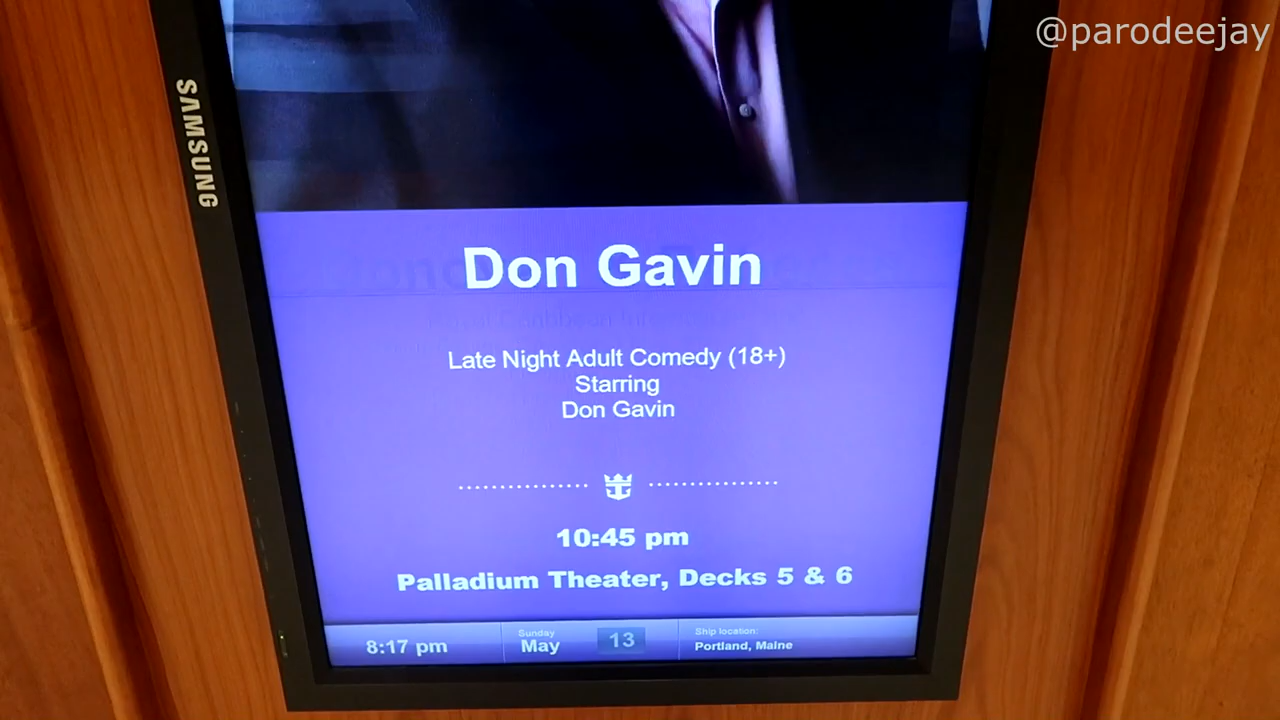 @parodeejay
SAMSUNG
Don Gavin
Late Night Adult Comedy (18+)
Starring
Don Gavin
10:45 pm
Palladium Theater, Decks 5 & 6
8:17 pm
Sunday
May
13
Ship location:
Portland, Maine